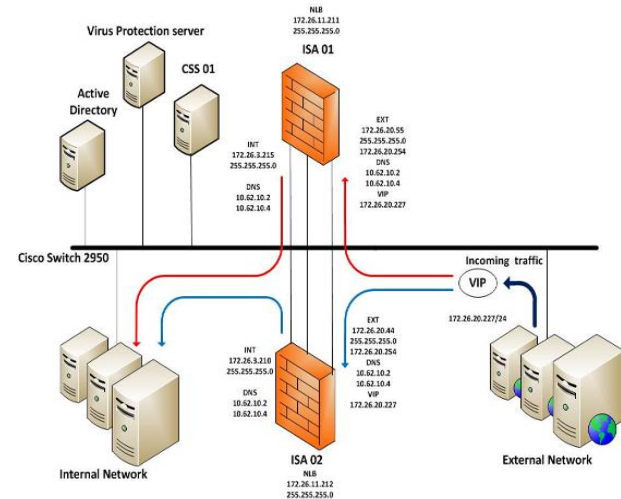 NLB
172.26.11.211
255.255.255.0
ISA 01
Virus Protection server
CSS 01
Active
Directory
EXT
172.26.20.55
255.255.255.0
172.26.20.254
DNS
10.62.10.2
10.62.10.4
VIP
172.26.20.227
INT
172.26.3.215
255.255.255.0
DNS
10.62.10.2
10.62.10.4
Cisco Switch 2950
Incoming traffic
VIP
172.26.20.227/24
EXT
172.26.20.44
255.255.255.0
172.26.20.254
DNS
10.62.10.2
10.62.10.4
VIP
172.26.20.227
INT
172.26.3.210
255.255.255.0
DNS
10.62.10.2
10.62.10.4
Internal Network
ISA 02
NLB
172.26.11.212
255.255.255.0
External Network